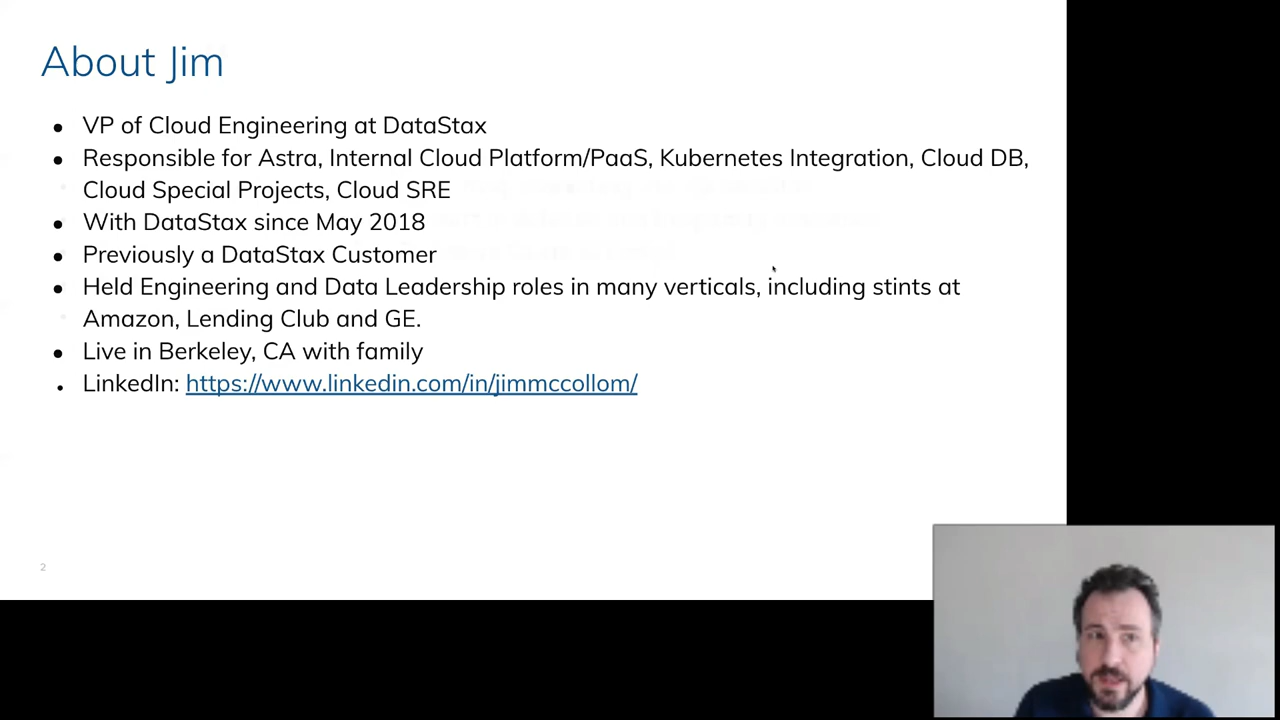 About Jim
● VP of Cloud Engineering at DataStax
● Responsible for Astra, Internal Cloud Platform/PaaS, Kubernetes Integration, Cloud DB,
Cloud Special Projects, Cloud SRE
● With DataStax since May 2018
● Previously a DataStax Customer
● Held Engineering and Data Leadership roles in many verticals, including stints at
Amazon, Lending Club and GE.
● Live in Berkeley, CA with family
● LinkedIn: https://www.linkedin.com/in/jimmccollom/
2